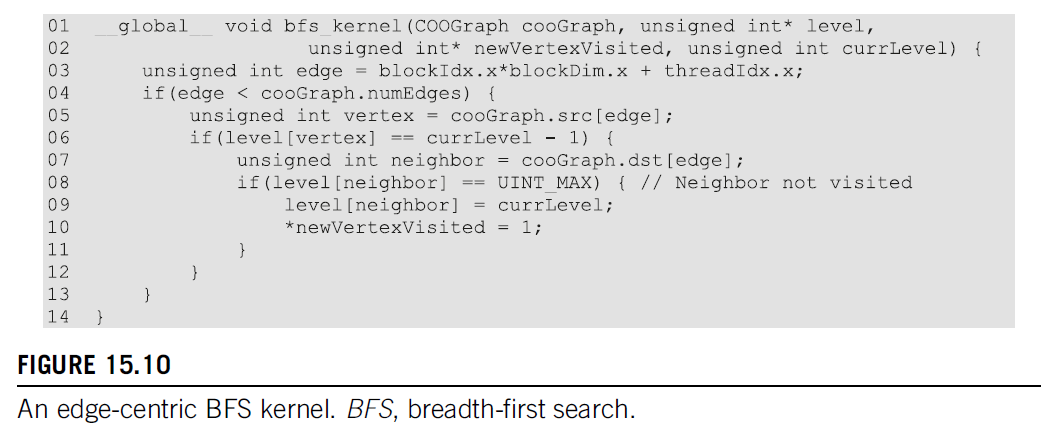 01 __global__ void bfs_kernel(COOGraph cooGraph, unsigned int* level,
02 unsigned int* newVertexVisited, unsigned int currLevel) {
03 unsigned int edge = blockIdx.x*blockDim.x + threadIdx.x;
04 if(edge < cooGraph.numEdges) {
05 unsigned int vertex = cooGraph.src[edge];
06 if(level[vertex] == currLevel - 1) {
07 unsigned int neighbor = cooGraph.dst[edge];
08 if(level[neighbor] == UINT_MAX) { // Neighbor not visited
09 level[neighbor] = currLevel;
10 *newVertexVisited = 1;
11 }
12 }
13 }
14 }
FIGURE 15.10
An edge-centric BFS kernel. BFS, breadth-first search.